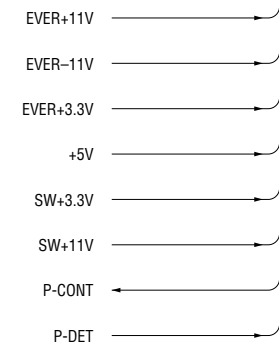 EVER+11V
EVER–11V
EVER+3.3V
+5V
SW+3.3V
SW+11V
P-CONT
P-DET